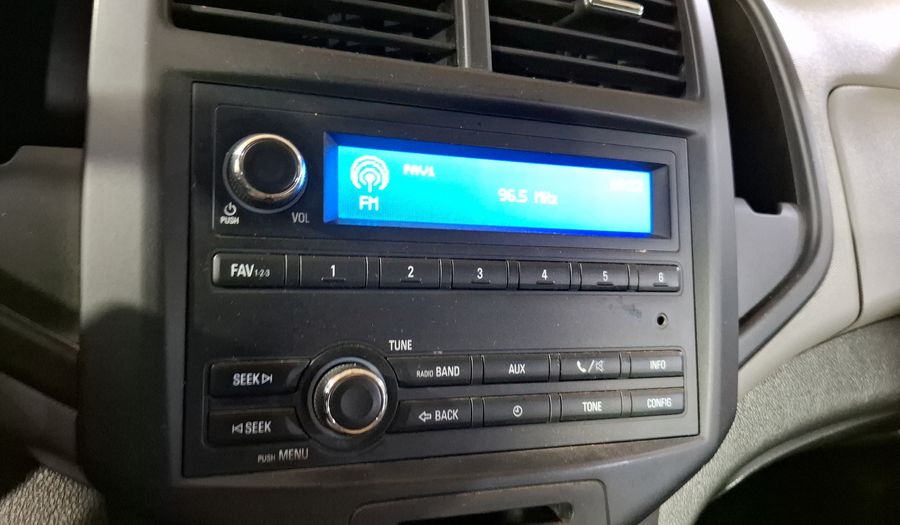 FAV1
96.5 MHz
FM
PUSH
VOL
FAV 1-2-3
1
2
3
4
5
6
TUNE
SEEK
RADIO BAND
AUX
INFO
SEEK
BACK
TONE
CONFIG
PUSH MENU